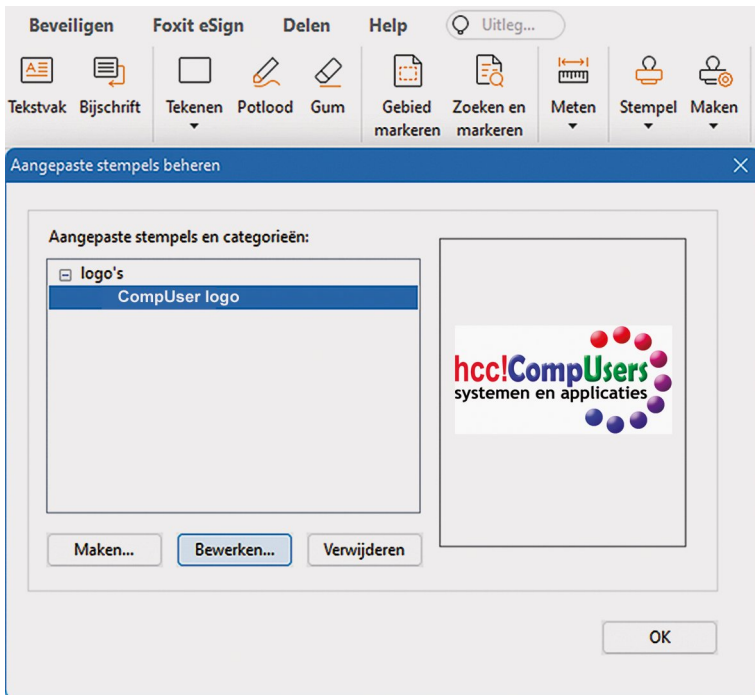 Beveiligen Foxit eSign Delen Help Uitleg...
Tekstvak Bijschrift Tekenen Potlood Gum Gebied markeren Zoeken en markeren Meten Stempel Maken
Aangepaste stempels beheren
Aangepaste stempels en categorieën:
logo's
CompUser logo
hcc!CompUsers
systemen en applicaties
Maken... Bewerken... Verwijderen
OK